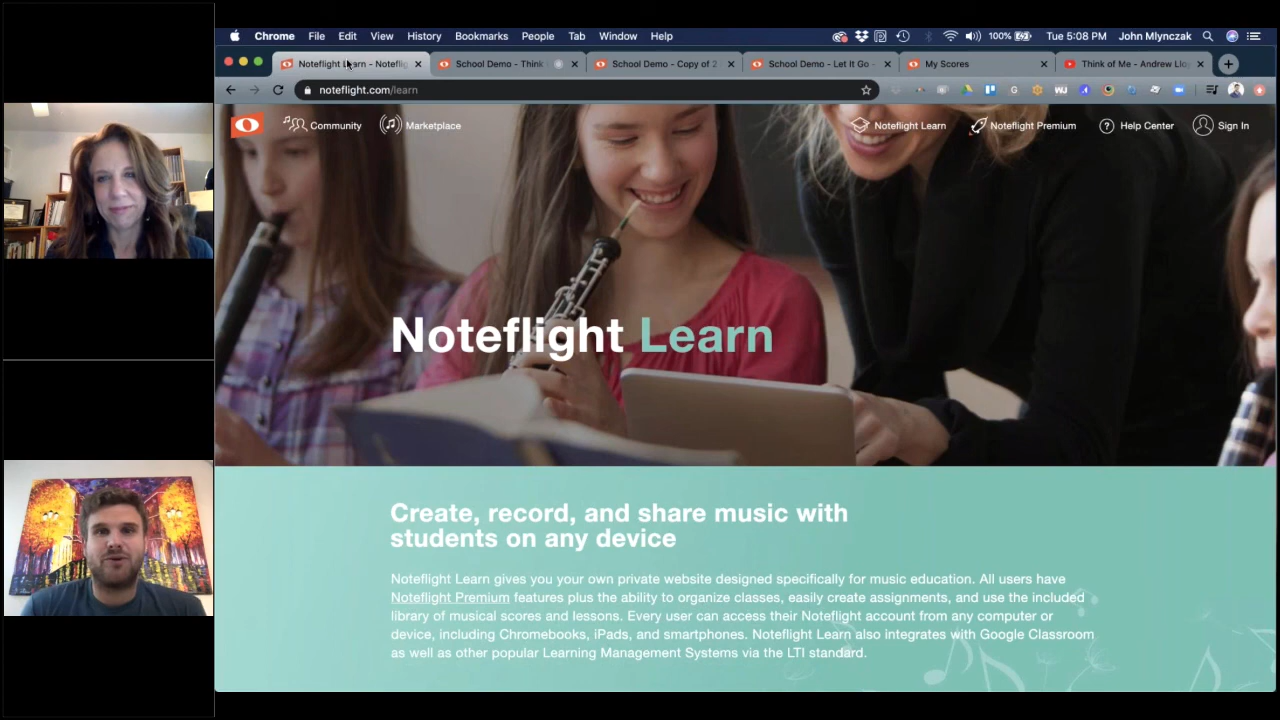 Chrome File Edit View History Bookmarks People Tab Window Help 100% Tue 5:08 PM John Mlynczak
Noteflight Learn - Noteflig School Demo - Think School Demo - Copy of 2 School Demo - Let It Go - My Scores Think of Me - Andrew Llo
noteflight.com/learn
Community Marketplace Noteflight Learn Noteflight Premium Help Center Sign In
Noteflight Learn
Create, record, and share music with
students on any device
Noteflight Learn gives you your own private website designed specifically for music education. All users have
Noteflight Premium features plus the ability to organize classes, easily create assignments, and use the included
library of musical scores and lessons. Every user can access their Noteflight account from any computer or
device, including Chromebooks, iPads, and smartphones. Noteflight Learn also integrates with Google Classroom
as well as other popular Learning Management Systems via the LTI standard.